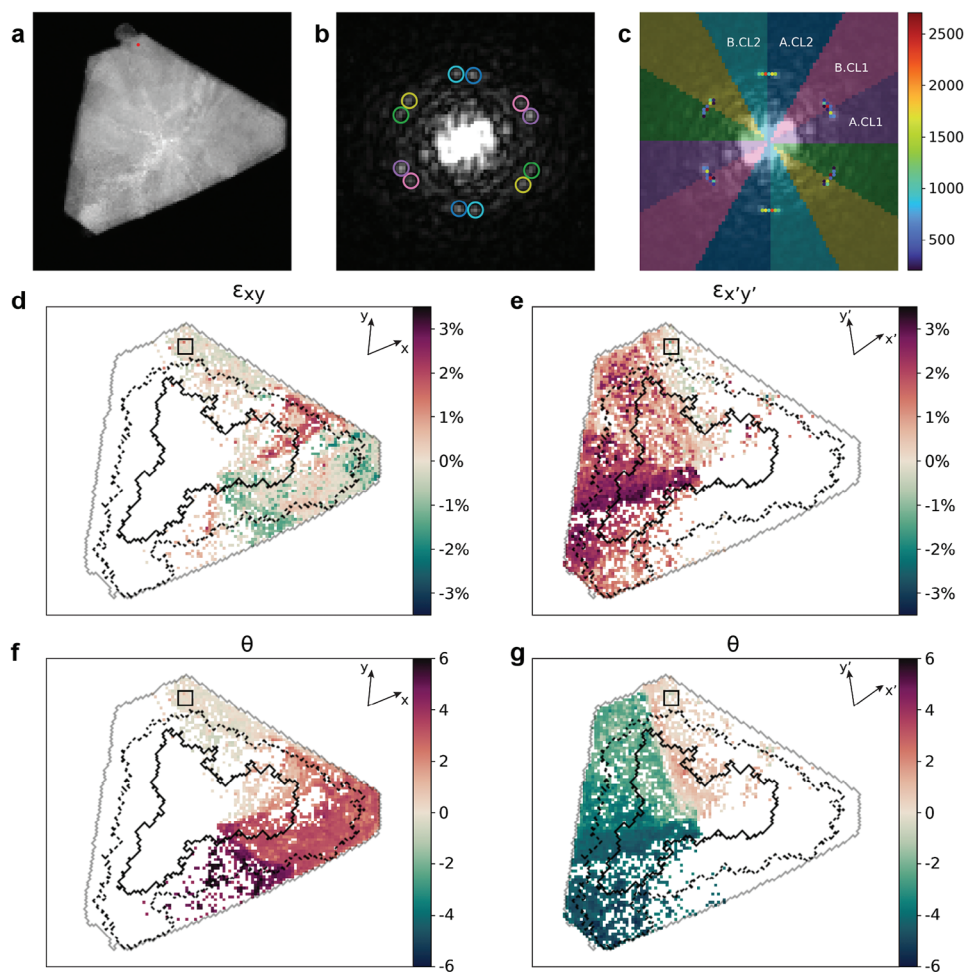 a
b
c
B.CL2
A.CL2
B.CL1
A.CL1
2500
2000
1500
1000
500
d
εxy
y
x
3%
2%
1%
0%
-1%
-2%
-3%
e
εx'y'
y'
x'
3%
2%
1%
0%
-1%
-2%
-3%
f
θ
y
x
6
4
2
0
-2
-4
-6
g
θ
y'
x'
6
4
2
0
-2
-4
-6